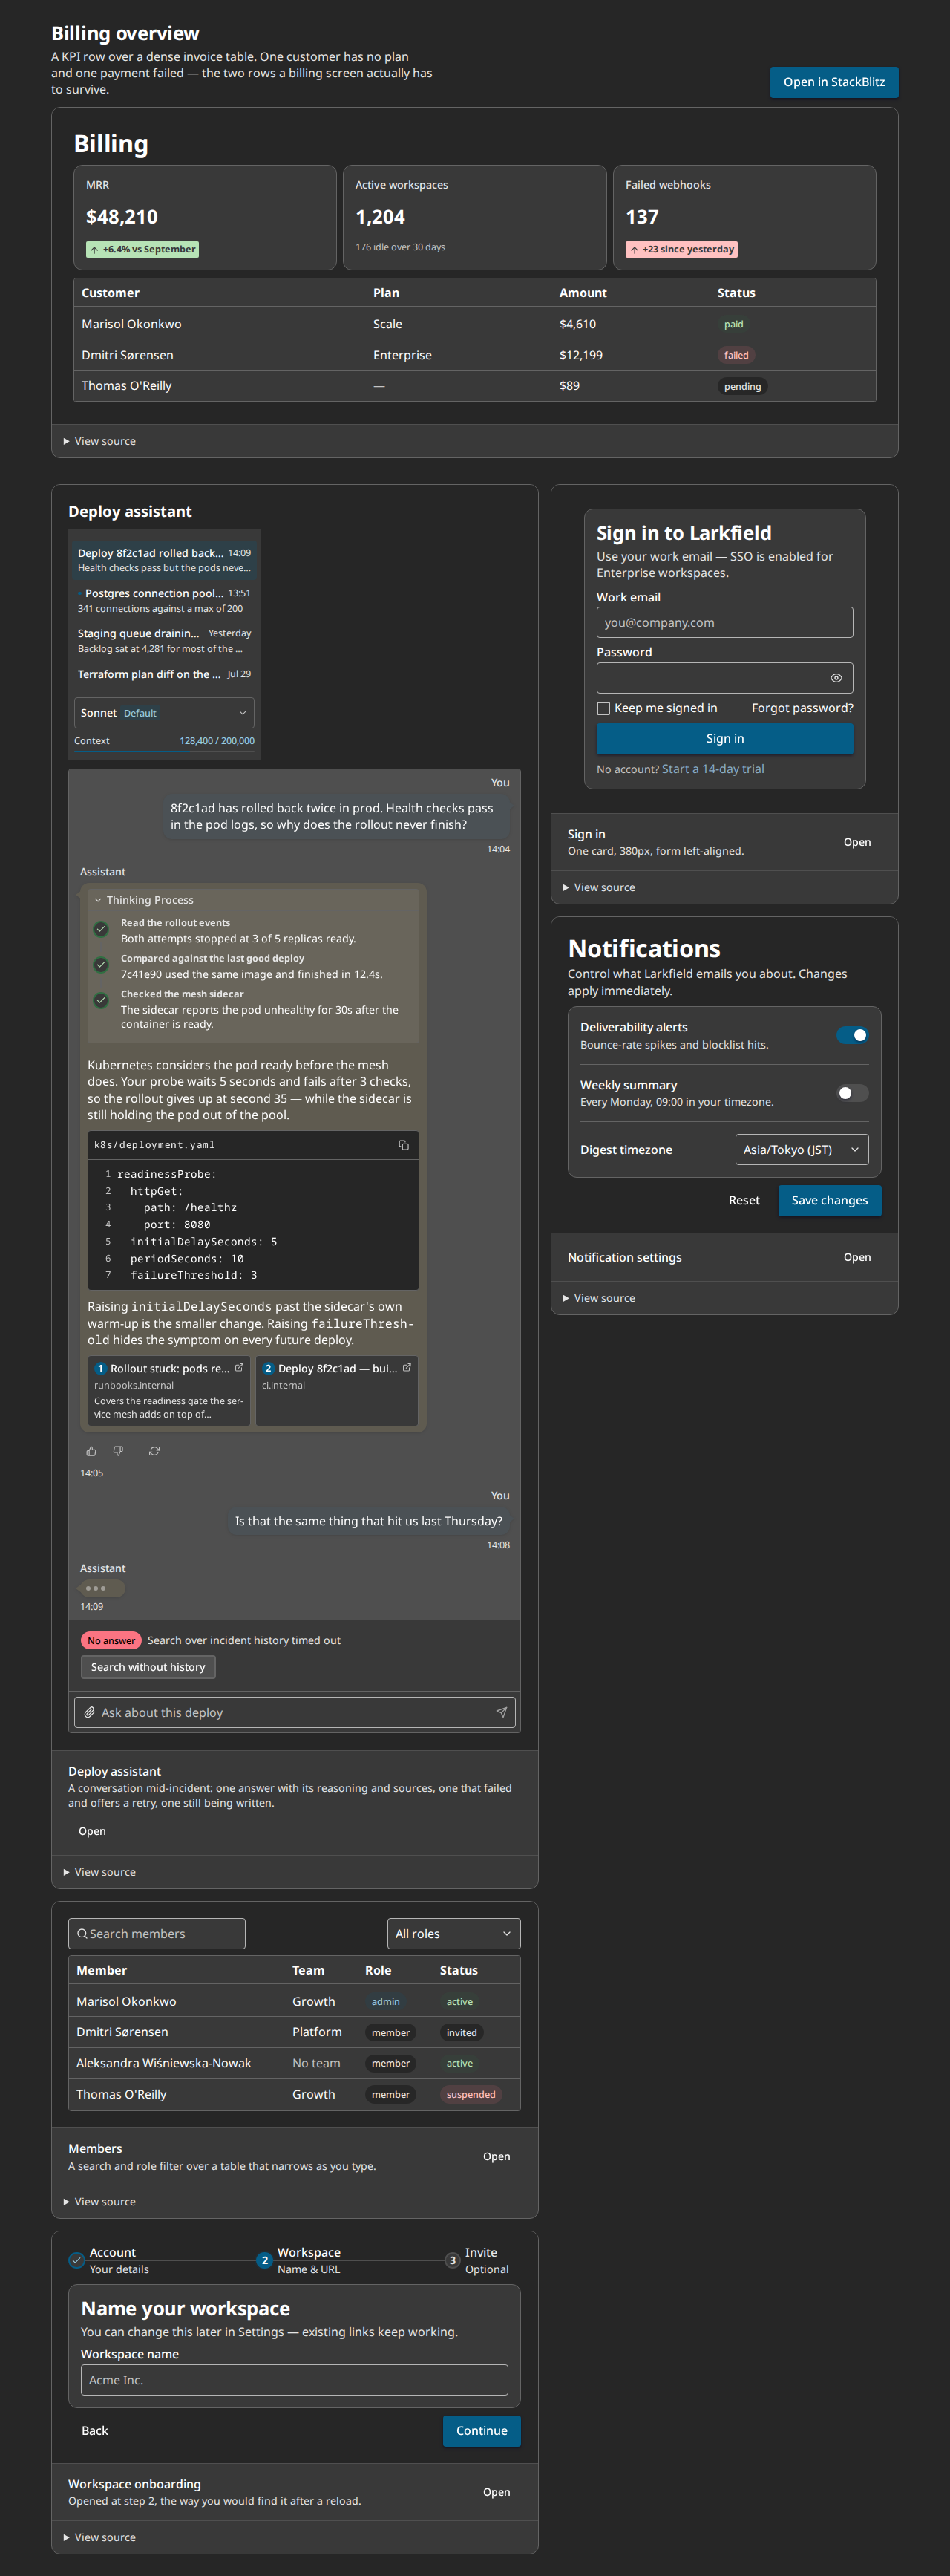 Billing overview
A KPI row over a dense invoice table. One customer has no plan
and one payment failed — the two rows a billing screen actually has
to survive.
Open in StackBlitz
Billing
MRR
$48,210
+6.4% vs September
Active workspaces
1,204
176 idle over 30 days
Failed webhooks
137
+23 since yesterday
Customer Plan Amount Status
Marisol Okonkwo Scale $4,610 paid
Dmitri Sørensen Enterprise $12,199 failed
Thomas O'Reilly — $89 pending
View source
Deploy assistant
Deploy 8f2c1ad rolled back... 14:09
Health checks pass but the pods neve...
Postgres connection pool... 13:51
341 connections against a max of 200
Staging queue drainin... Yesterday
Backlog sat at 4,281 for most of the ...
Terraform plan diff on the ... Jul 29
Sonnet Default
Context 128,400 / 200,000
You
8f2c1ad has rolled back twice in prod. Health checks pass
in the pod logs, so why does the rollout never finish?
14:04
Assistant
Thinking Process
Read the rollout events
Both attempts stopped at 3 of 5 replicas ready.
Compared against the last good deploy
7c41e90 used the same image and finished in 12.4s.
Checked the mesh sidecar
The sidecar reports the pod unhealthy for 30s after the
container is ready.
Kubernetes considers the pod ready before the mesh
does. Your probe waits 5 seconds and fails after 3 checks,
so the rollout gives up at second 35 — while the sidecar is
still holding the pod out of the pool.
k8s/deployment.yaml
1 readinessProbe:
2 httpGet:
3 path: /healthz
4 port: 8080
5 initialDelaySeconds: 5
6 periodSeconds: 10
7 failureThreshold: 3
Raising initialDelaySeconds past the sidecar's own
warm-up is the smaller change. Raising failureThresh-
old hides the symptom on every future deploy.
1 Rollout stuck: pods re...
runbooks.internal
Covers the readiness gate the ser-
vice mesh adds on top of...
2 Deploy 8f2c1ad — bui...
ci.internal
14:05
You
Is that the same thing that hit us last Thursday?
14:08
Assistant
14:09
No answer Search over incident history timed out
Search without history
Ask about this deploy
Deploy assistant
A conversation mid-incident: one answer with its reasoning and sources, one that failed
and offers a retry, one still being written.
Open
View source
Search members
All roles
Member Team Role Status
Marisol Okonkwo Growth admin active
Dmitri Sørensen Platform member invited
Aleksandra Wiśniewska-Nowak No team member active
Thomas O'Reilly Growth member suspended
Members
A search and role filter over a table that narrows as you type.
Open
View source
Account
Your details
2 Workspace
Name & URL
3 Invite
Optional
Name your workspace
You can change this later in Settings — existing links keep working.
Workspace name
Acme Inc.
Back
Continue
Workspace onboarding
Opened at step 2, the way you would find it after a reload.
Open
View source
Sign in to Larkfield
Use your work email — SSO is enabled for
Enterprise workspaces.
Work email
you@company.com
Password
Keep me signed in Forgot password?
Sign in
No account? Start a 14-day trial
Sign in
One card, 380px, form left-aligned.
Open
View source
Notifications
Control what Larkfield emails you about. Changes
apply immediately.
Deliverability alerts
Bounce-rate spikes and blocklist hits.
Weekly summary
Every Monday, 09:00 in your timezone.
Digest timezone Asia/Tokyo (JST)
Reset Save changes
Notification settings
Open
View source